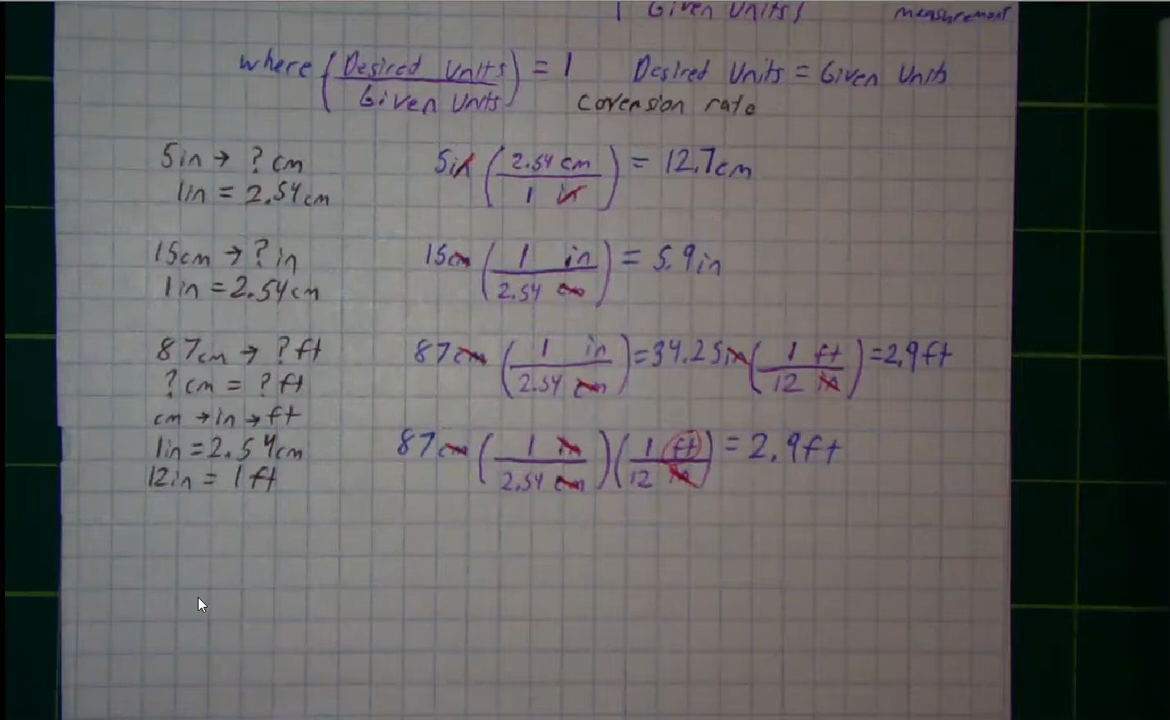 Given Units measurement
where (Desired Units / Given Units) = 1 Desired Units = Given Units
coversion rate
5in → ? cm 5in (2.54 cm / 1 in) = 12.7cm
1in = 2.54cm
15cm → ? in 15cm (1 in / 2.54 cm) = 5.9in
1in = 2.54cm
87cm → ? ft 87cm (1 in / 2.54 cm) = 34.25in (1 ft / 12 in) = 2.9ft
? cm = ? ft
cm → in → ft
1in = 2.54cm 87cm (1 in / 2.54 cm)(1 ft / 12 in) = 2.9ft
12in = 1ft